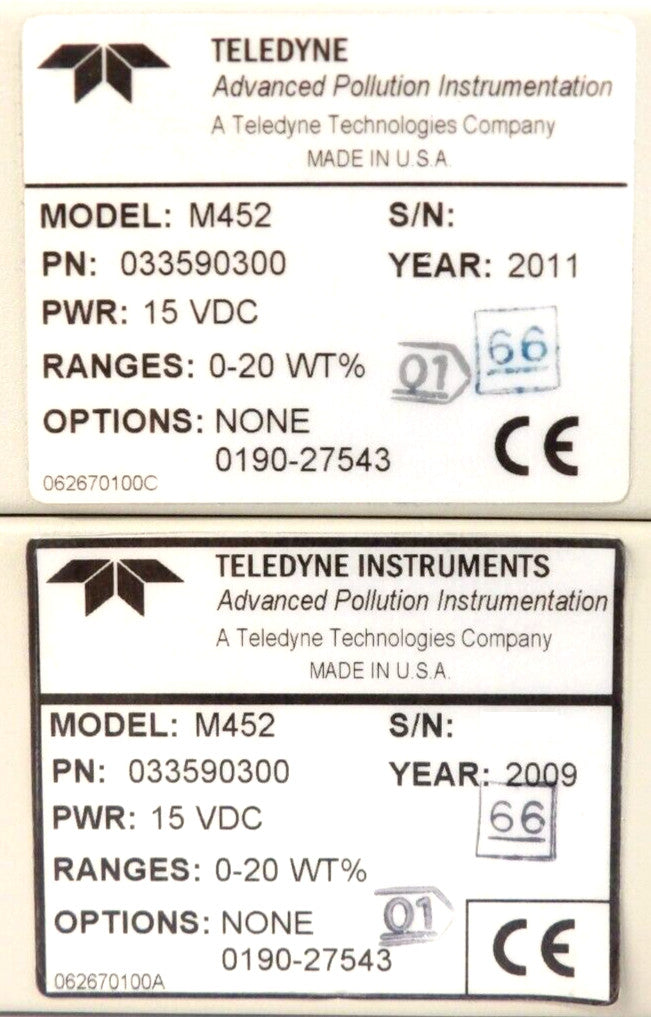 TELEDYNE
Advanced Pollution Instrumentation
A Teledyne Technologies Company
MADE IN U.S.A.
MODEL: M452 S/N:
PN: 033590300 YEAR: 2011
PWR: 15 VDC
RANGES: 0-20 WT% 01 66
OPTIONS: NONE
0190-27543 CE
062670100C
TELEDYNE INSTRUMENTS
Advanced Pollution Instrumentation
A Teledyne Technologies Company
MADE IN U.S.A.
MODEL: M452 S/N:
PN: 033590300 YEAR: 2009
PWR: 15 VDC 66
RANGES: 0-20 WT%
OPTIONS: NONE 01
0190-27543 CE
062670100A